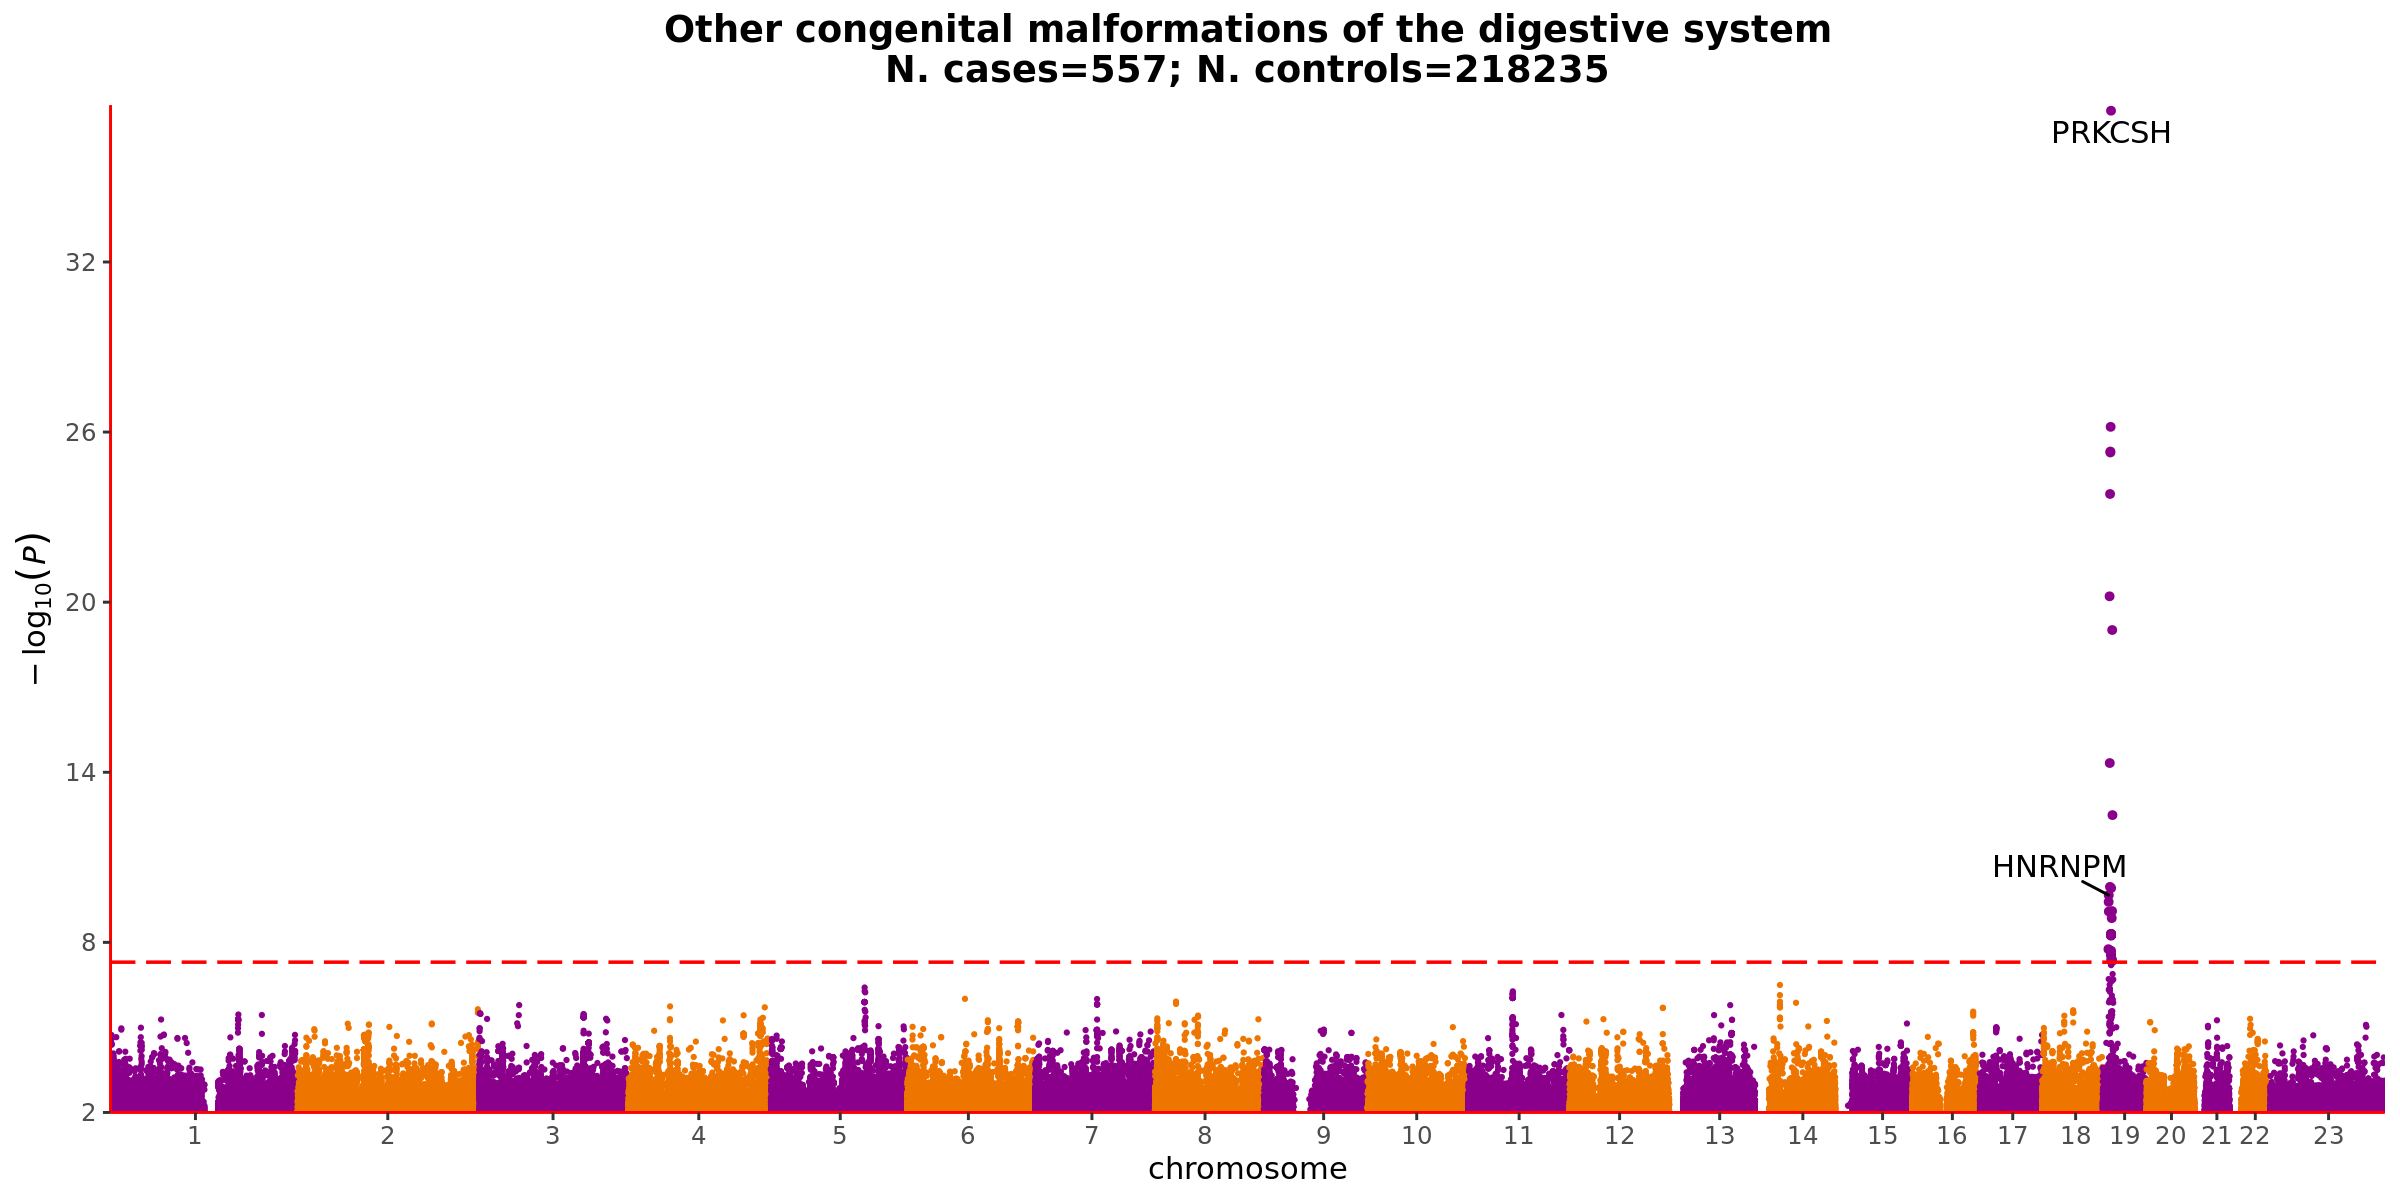 Other congenital malformations of the digestive system
N. cases=557; N. controls=218235
PRKCSH
32
26
20
14
HNRNPM
8
2
−log10(P)
1 2 3 4 5 6 7 8 9 10 11 12 13 14 15 16 17 18 19 20 21 22 23
chromosome